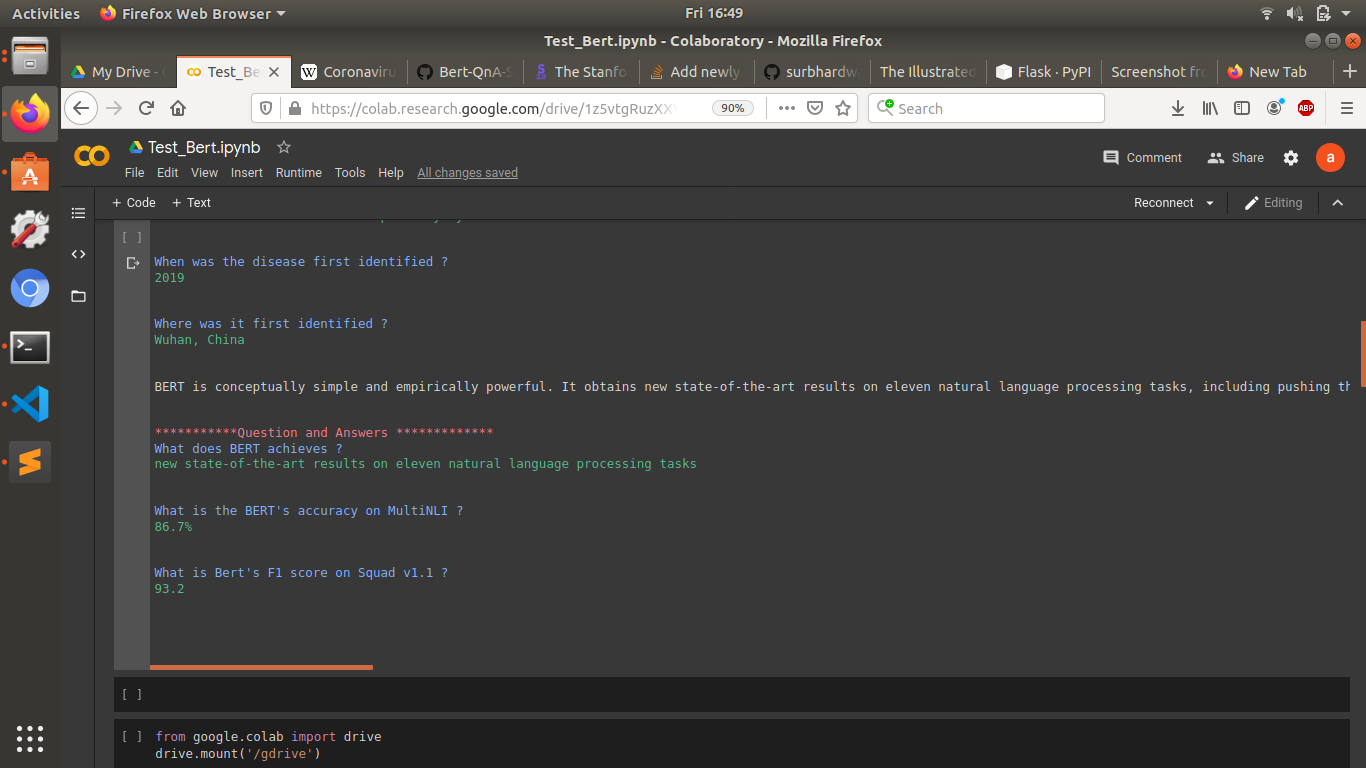 Activities Firefox Web Browser Fri 16:49
Test_Bert.ipynb - Colaboratory - Mozilla Firefox
My Drive - Test_Be Coronaviru Bert-QnA-S The Stanfo Add newly surbhardw The Illustrated Flask · PyPI Screenshot fr New Tab
https://colab.research.google.com/drive/1z5vtgRuzXX 90% Search ABP
Test_Bert.ipynb
Comment Share a
File Edit View Insert Runtime Tools Help All changes saved
+ Code + Text Reconnect Editing
[ ]
When was the disease first identified ?
2019
Where was it first identified ?
Wuhan, China
BERT is conceptually simple and empirically powerful. It obtains new state-of-the-art results on eleven natural language processing tasks, including pushing th
***********Question and Answers *************
What does BERT achieves ?
new state-of-the-art results on eleven natural language processing tasks
What is the BERT's accuracy on MultiNLI ?
86.7%
What is Bert's F1 score on Squad v1.1 ?
93.2
[ ]
[ ] from google.colab import drive
drive.mount('/gdrive')